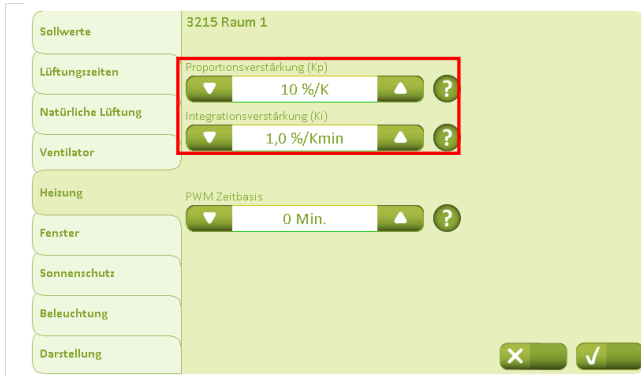 3215 Raum 1
Sollwerte
Lüftungszeiten
Natürliche Lüftung
Ventilator
Heizung
Fenster
Sonnenschutz
Beleuchtung
Darstellung
Proportionsverstärkung (Kp)
10 %/K
?
Integrationsverstärkung (Ki)
1,0 %/Kmin
?
PWM Zeitbasis
0 Min.
?